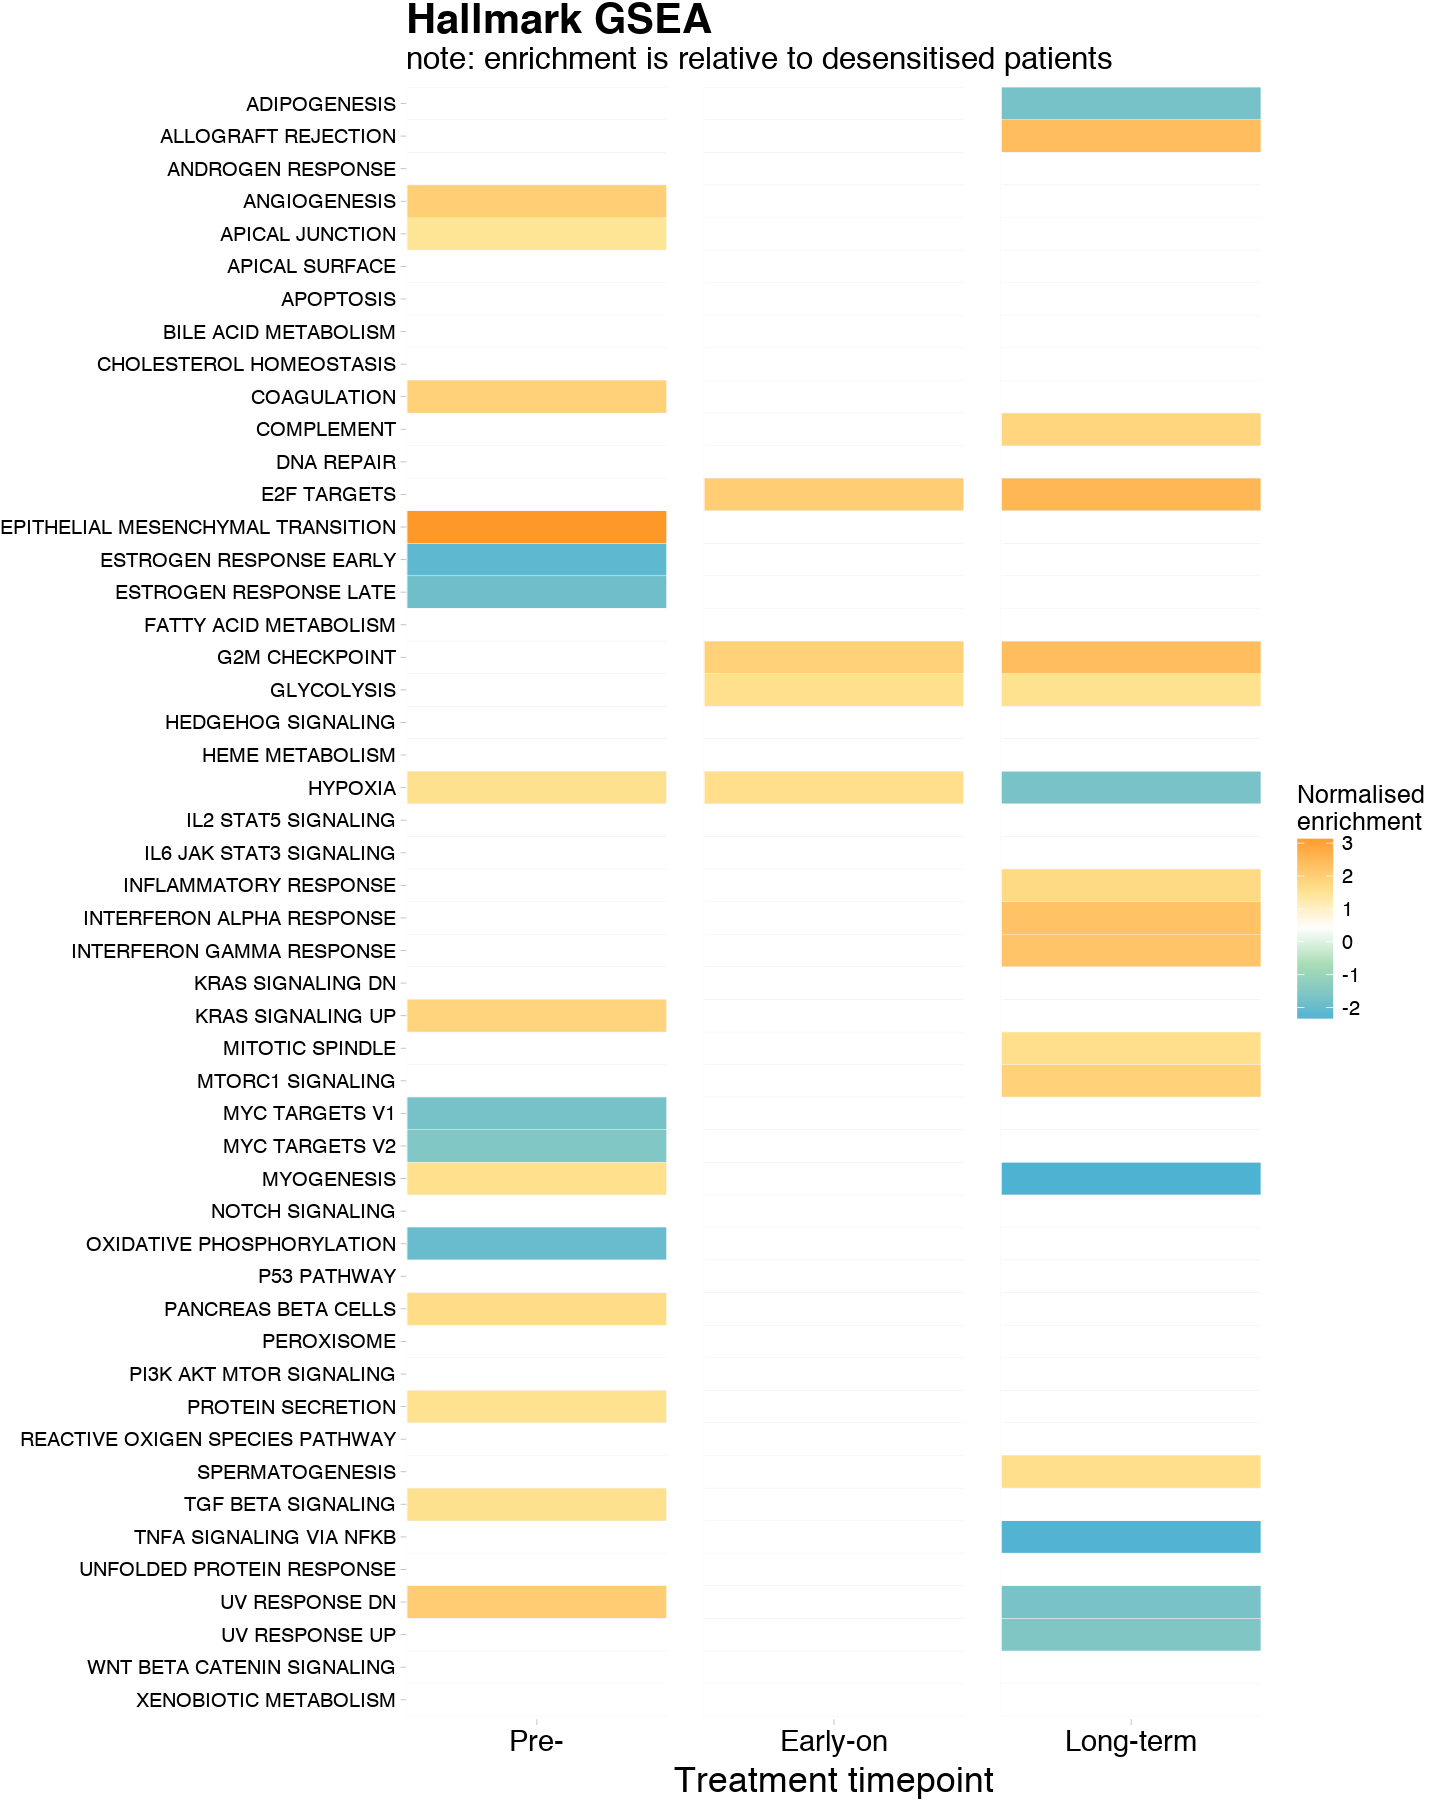 Hallmark GSEA
note: enrichment is relative to desensitised patients
ADIPOGENESIS
ALLOGRAFT REJECTION
ANDROGEN RESPONSE
ANGIOGENESIS
APICAL JUNCTION
APICAL SURFACE
APOPTOSIS
BILE ACID METABOLISM
CHOLESTEROL HOMEOSTASIS
COAGULATION
COMPLEMENT
DNA REPAIR
E2F TARGETS
EPITHELIAL MESENCHYMAL TRANSITION
ESTROGEN RESPONSE EARLY
ESTROGEN RESPONSE LATE
FATTY ACID METABOLISM
G2M CHECKPOINT
GLYCOLYSIS
HEDGEHOG SIGNALING
HEME METABOLISM
HYPOXIA
IL2 STAT5 SIGNALING
IL6 JAK STAT3 SIGNALING
INFLAMMATORY RESPONSE
INTERFERON ALPHA RESPONSE
INTERFERON GAMMA RESPONSE
KRAS SIGNALING DN
KRAS SIGNALING UP
MITOTIC SPINDLE
MTORC1 SIGNALING
MYC TARGETS V1
MYC TARGETS V2
MYOGENESIS
NOTCH SIGNALING
OXIDATIVE PHOSPHORYLATION
P53 PATHWAY
PANCREAS BETA CELLS
PEROXISOME
PI3K AKT MTOR SIGNALING
PROTEIN SECRETION
REACTIVE OXIGEN SPECIES PATHWAY
SPERMATOGENESIS
TGF BETA SIGNALING
TNFA SIGNALING VIA NFKB
UNFOLDED PROTEIN RESPONSE
UV RESPONSE DN
UV RESPONSE UP
WNT BETA CATENIN SIGNALING
XENOBIOTIC METABOLISM
Pre-
Early-on
Long-term
Treatment timepoint
Normalised
enrichment
3
2
1
0
-1
-2